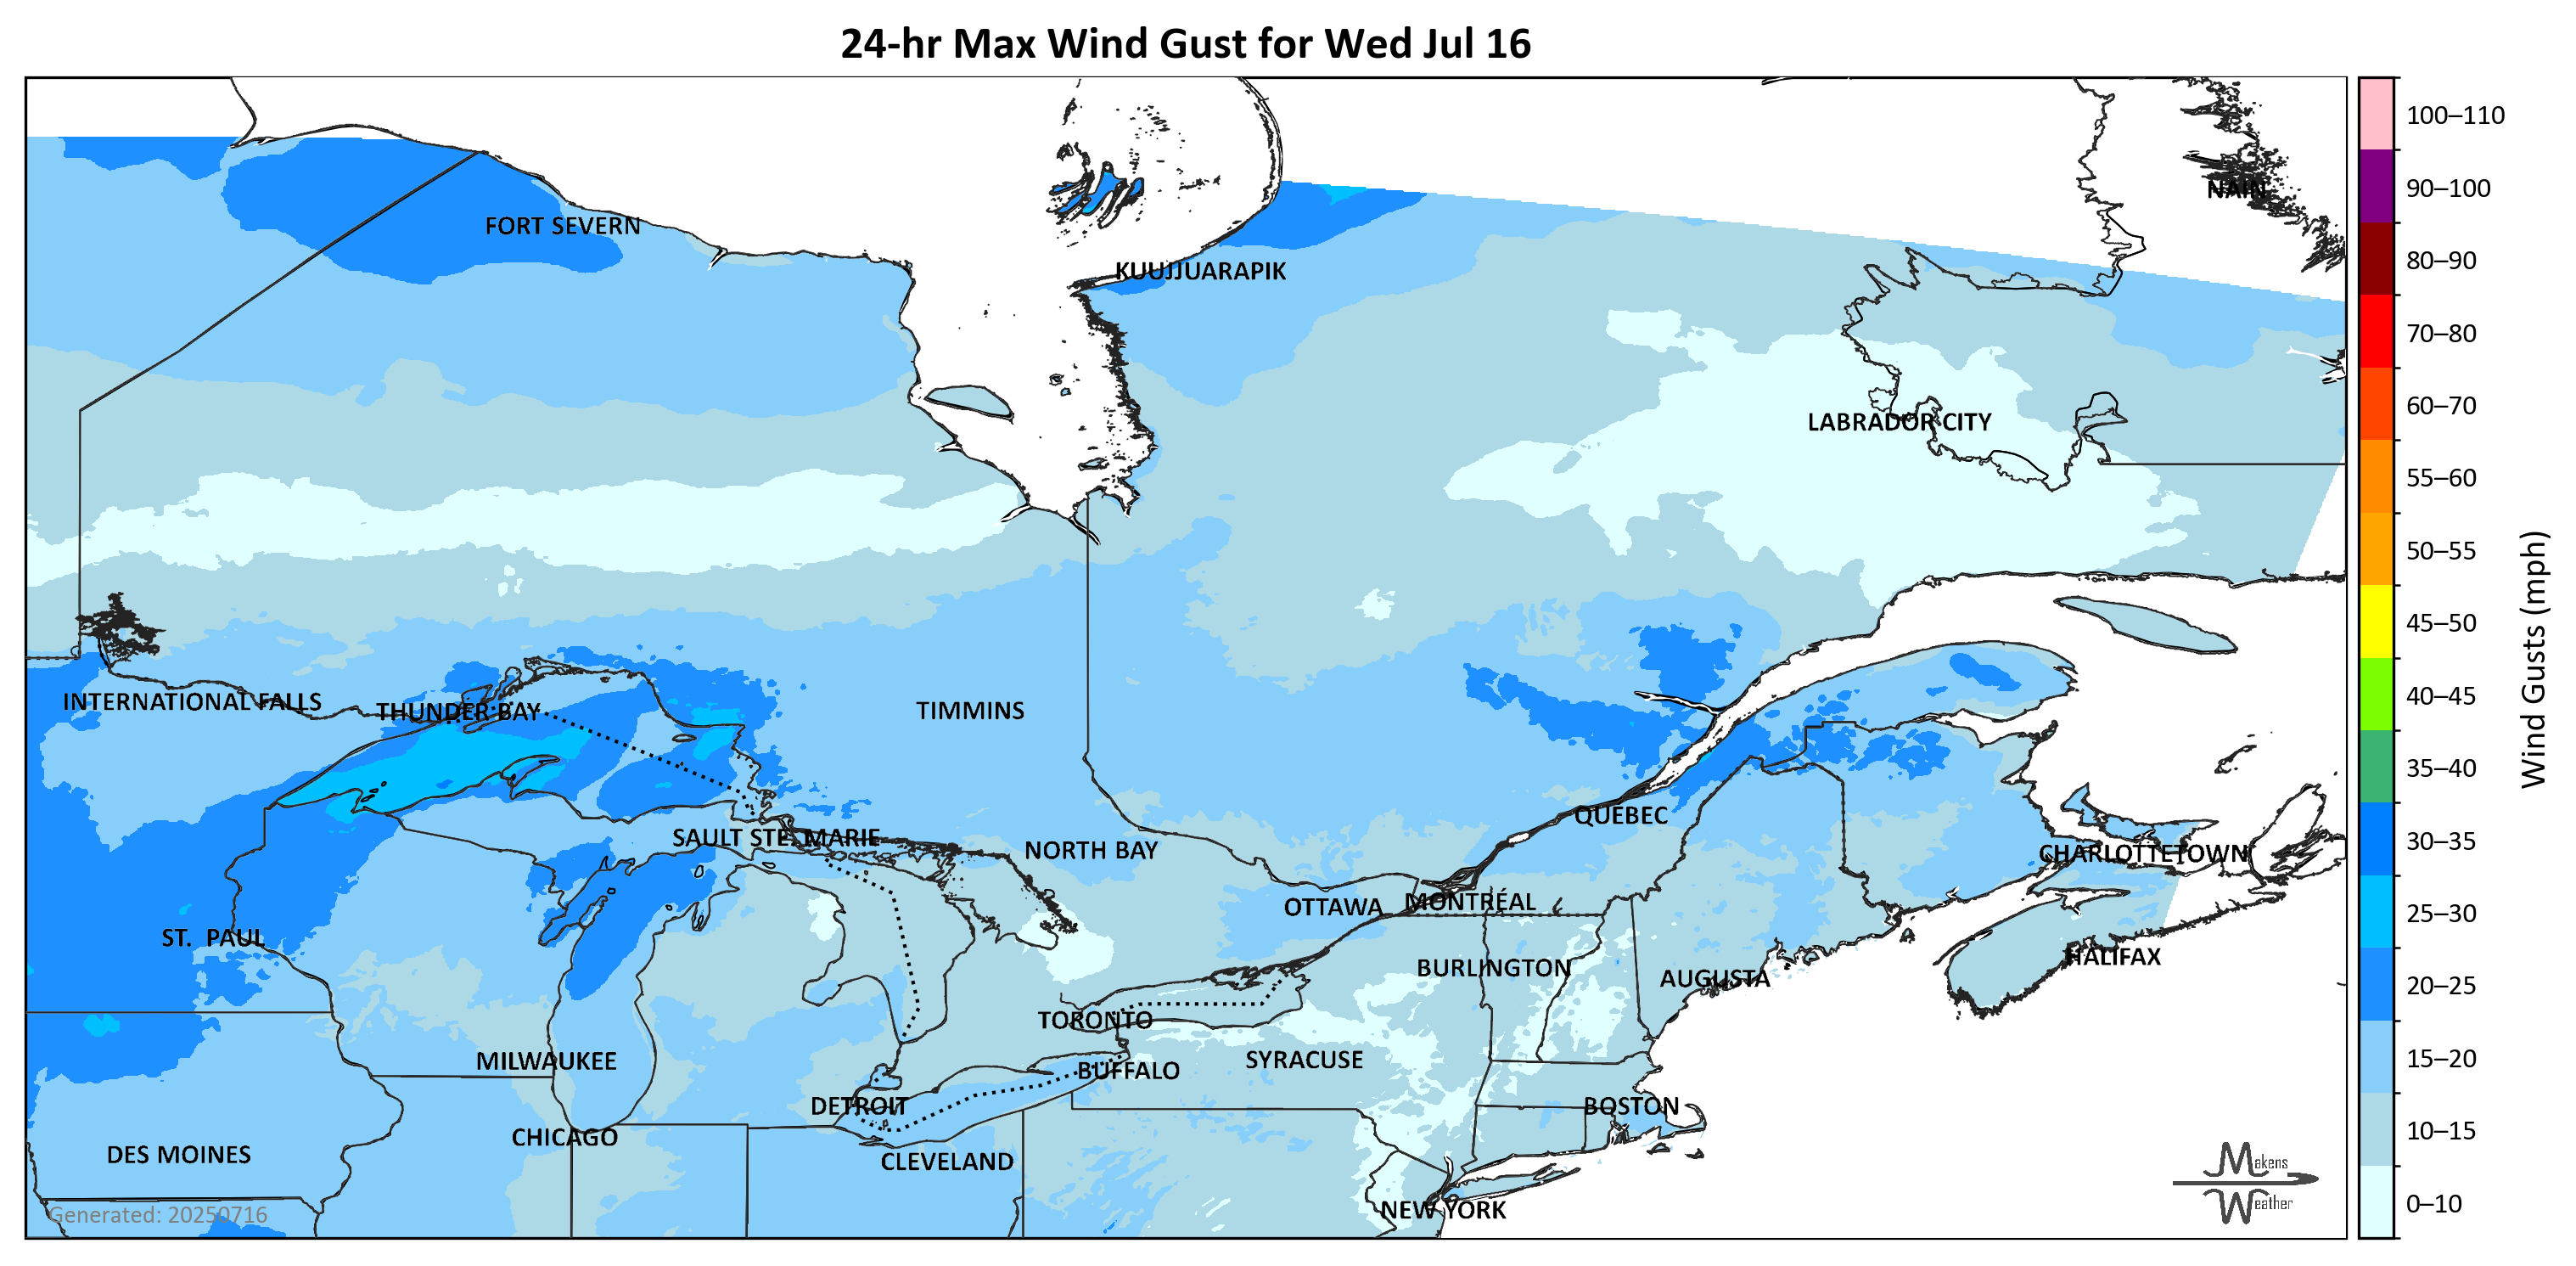 24-hr Max Wind Gust for Wed Jul 16
100–110
90–100
80–90
70–80
60–70
55–60
50–55
45–50
40–45
35–40
30–35
25–30
20–25
15–20
10–15
0–10
Wind Gusts (mph)
NAIN
FORT SEVERN
KUUJJUARAPIK
LABRADOR CITY
INTERNATIONAL FALLS
THUNDER BAY
TIMMINS
QUEBEC
SAULT STE. MARIE
NORTH BAY
CHARLOTTETOWN
OTTAWA
MONTRÉAL
ST. PAUL
HALIFAX
BURLINGTON
AUGUSTA
TORONTO
MILWAUKEE
SYRACUSE
BUFFALO
DETROIT
BOSTON
CHICAGO
DES MOINES
CLEVELAND
NEW YORK
Generated: 20250716
Makens
Weather